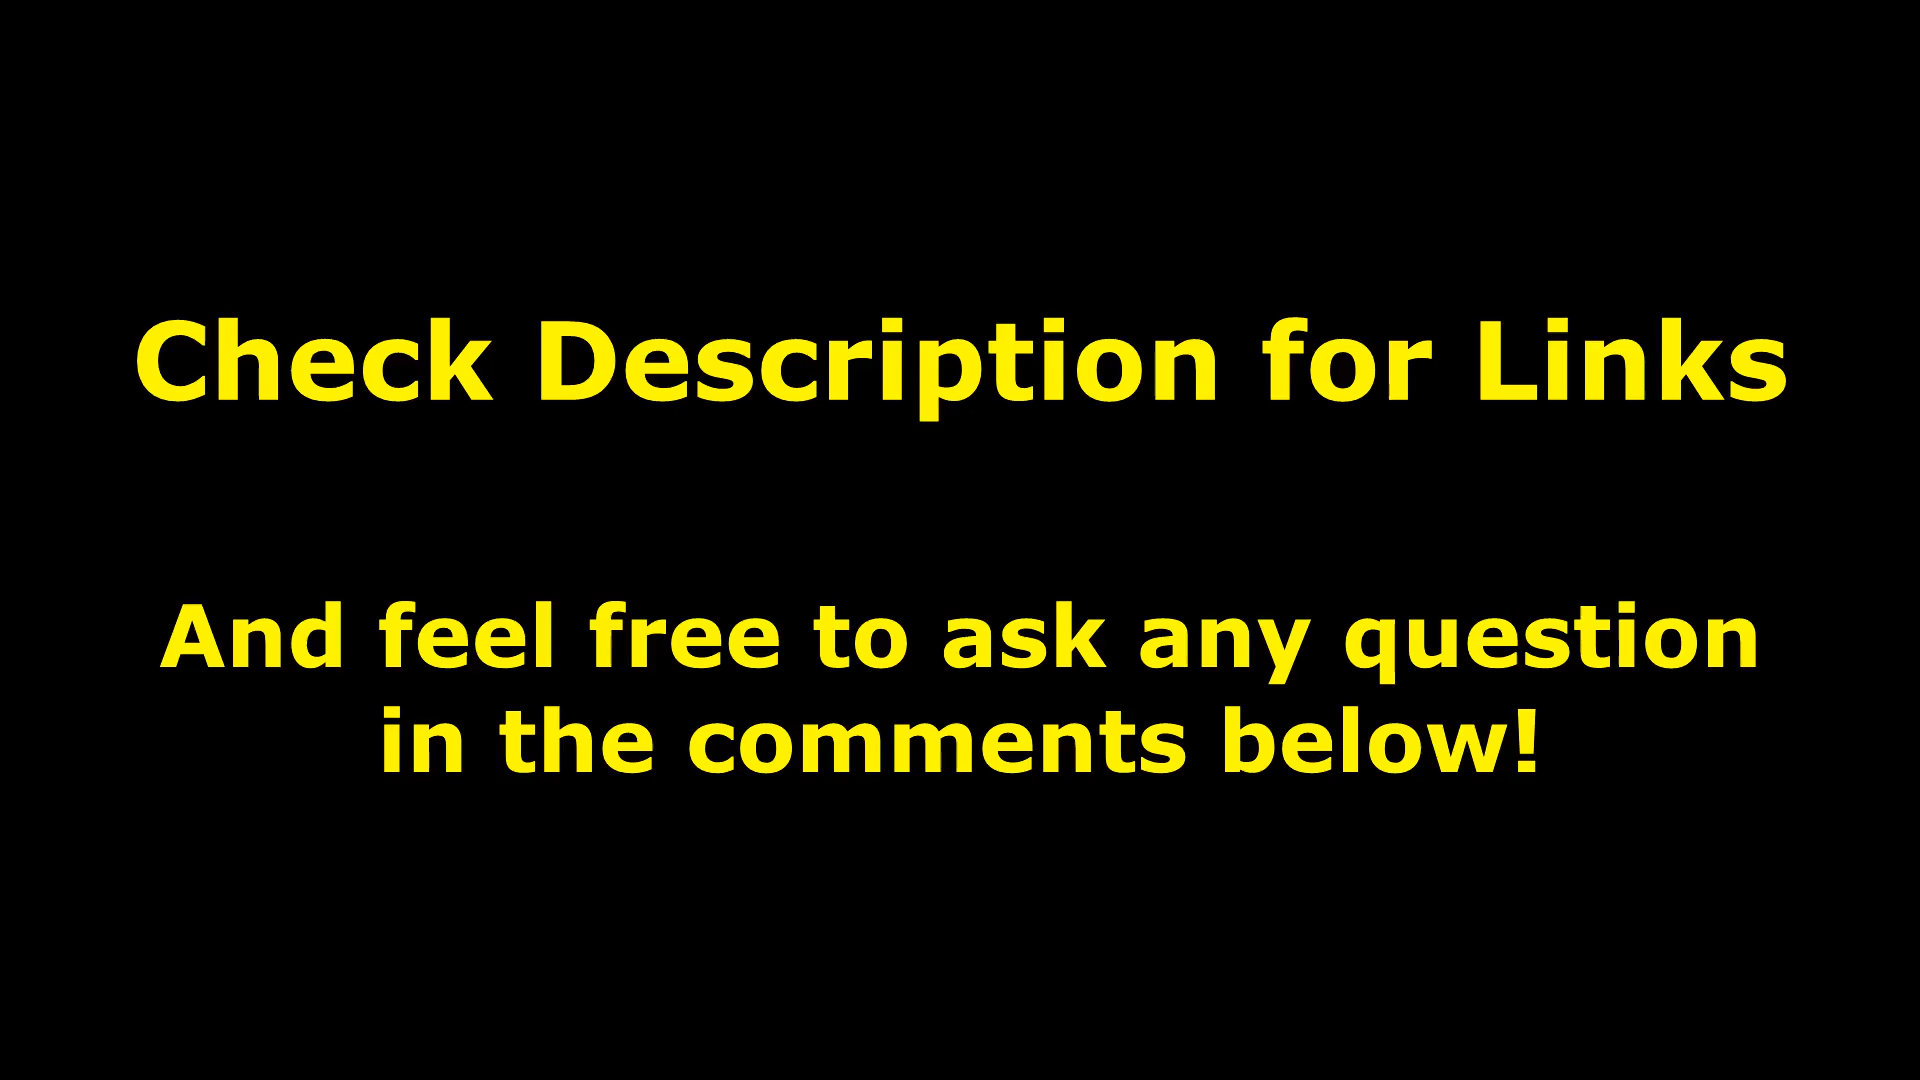 Check Description for Links
And feel free to ask any question
in the comments below!